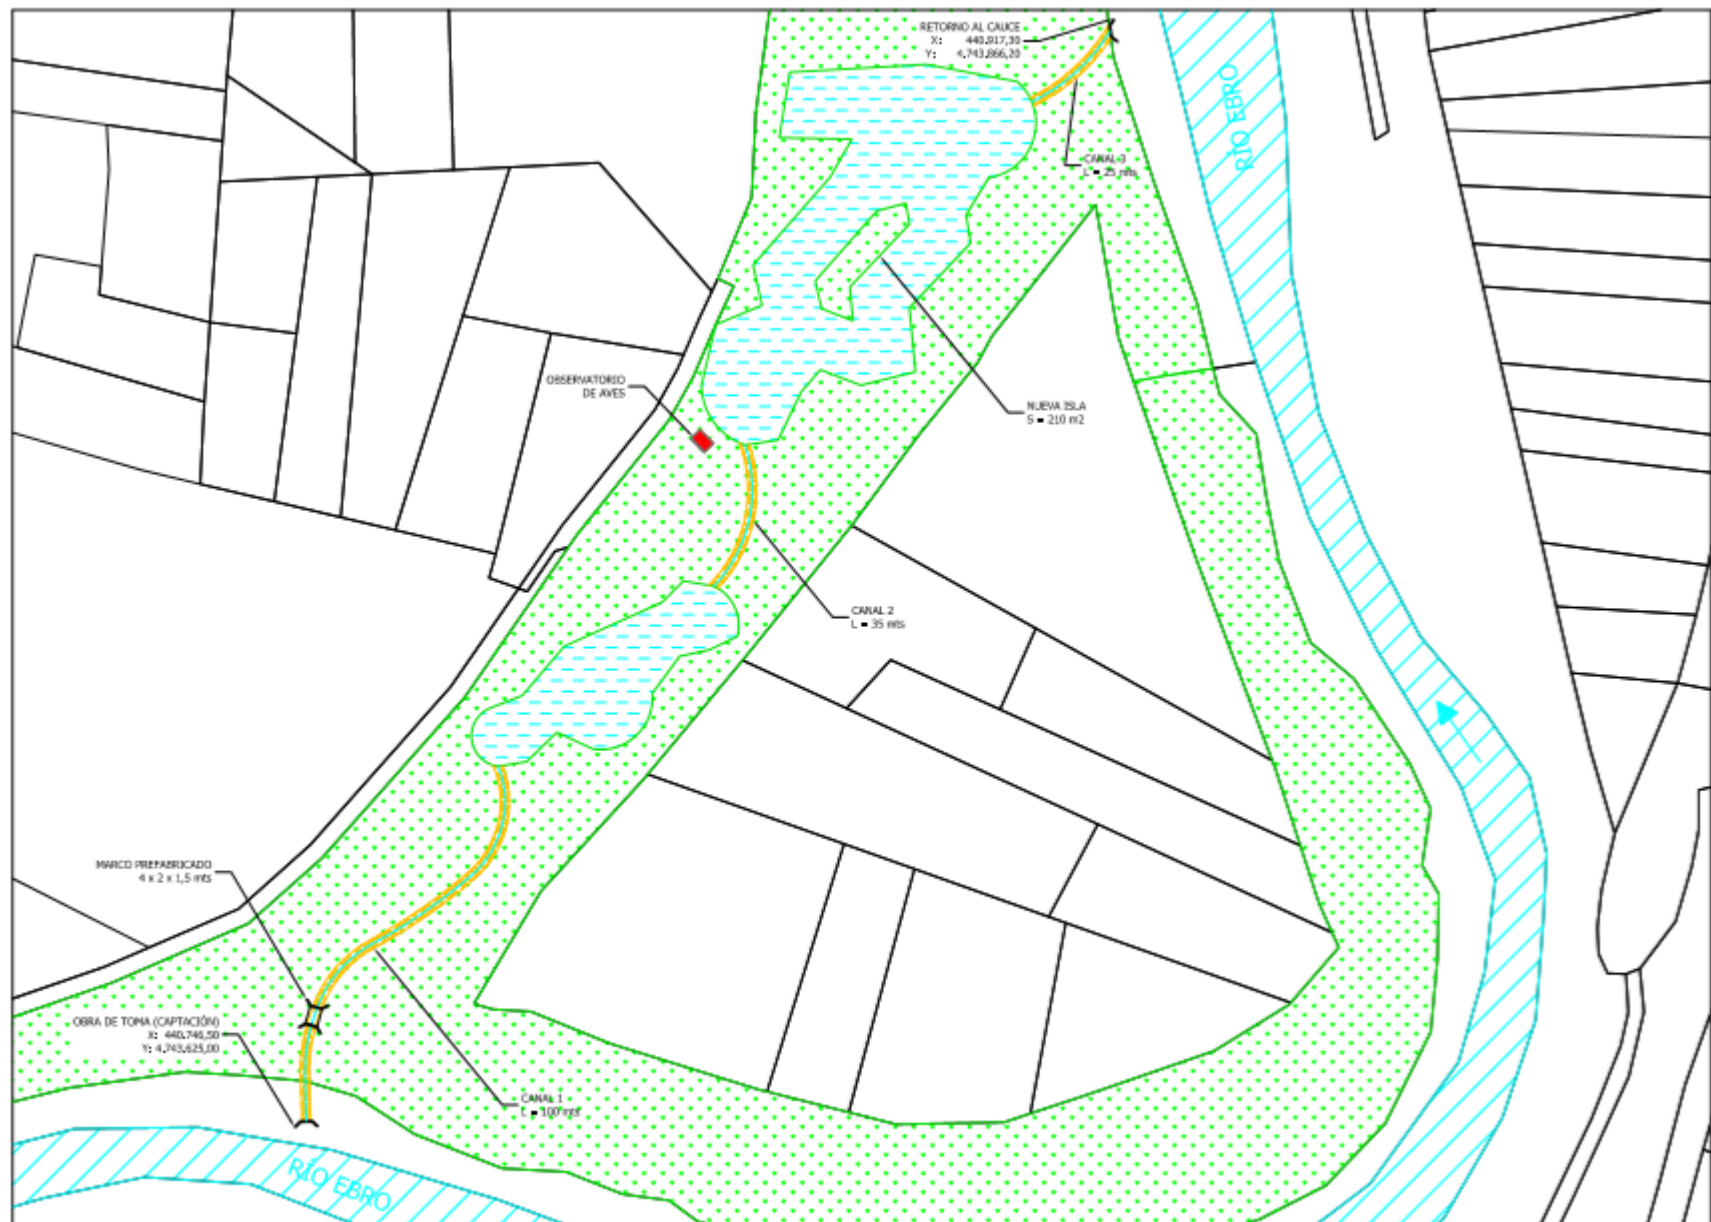 RETORNO AL CAUCE
X: 440.917,30
Y: 4.743.866,20
RÍO EBRO
CANAL 3
L = 25 mts
OBSERVATORIO
DE AVES
NUEVA ISLA
S = 210 m2
CANAL 2
L = 35 mts
MARCO PREFABRICADO
4 x 2 x 1,5 mts
OBRA DE TOMA (CAPTACIÓN)
X: 440.746,50
Y: 4.743.625,00
CANAL 1
L = 100 mts
RÍO EBRO